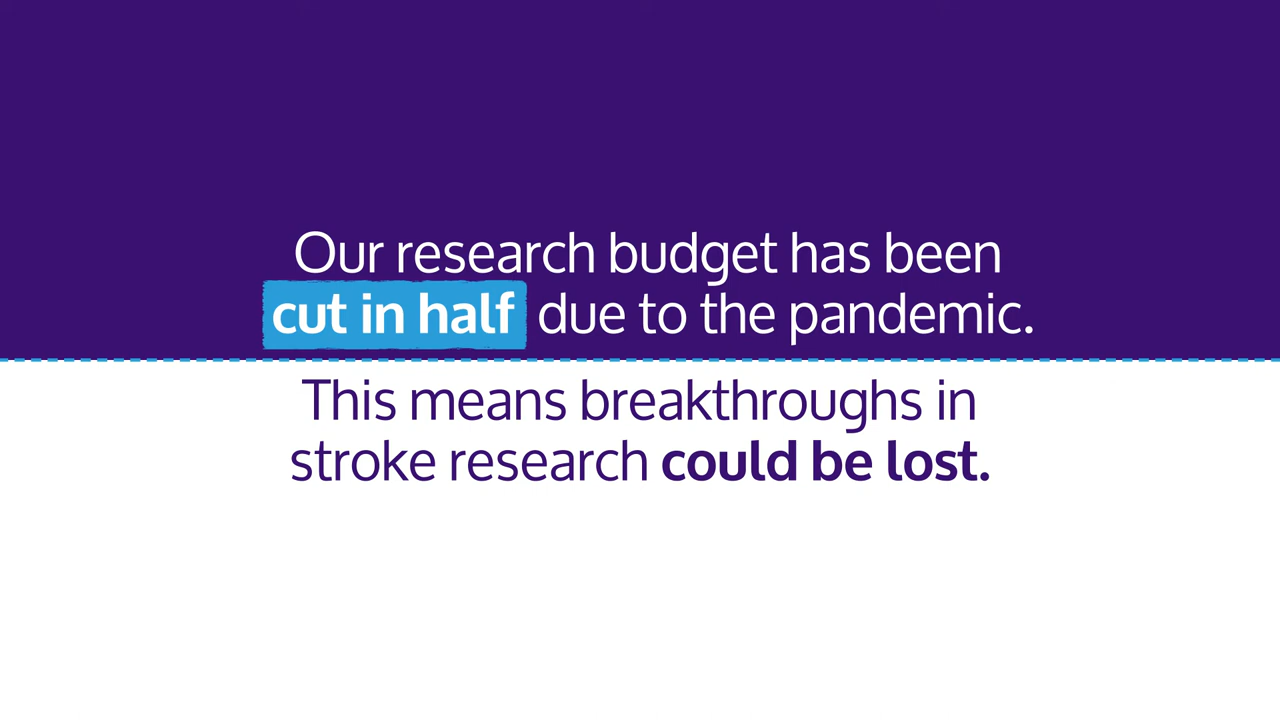 Our research budget has been
cut in half due to the pandemic.
This means breakthroughs in
stroke research could be lost.